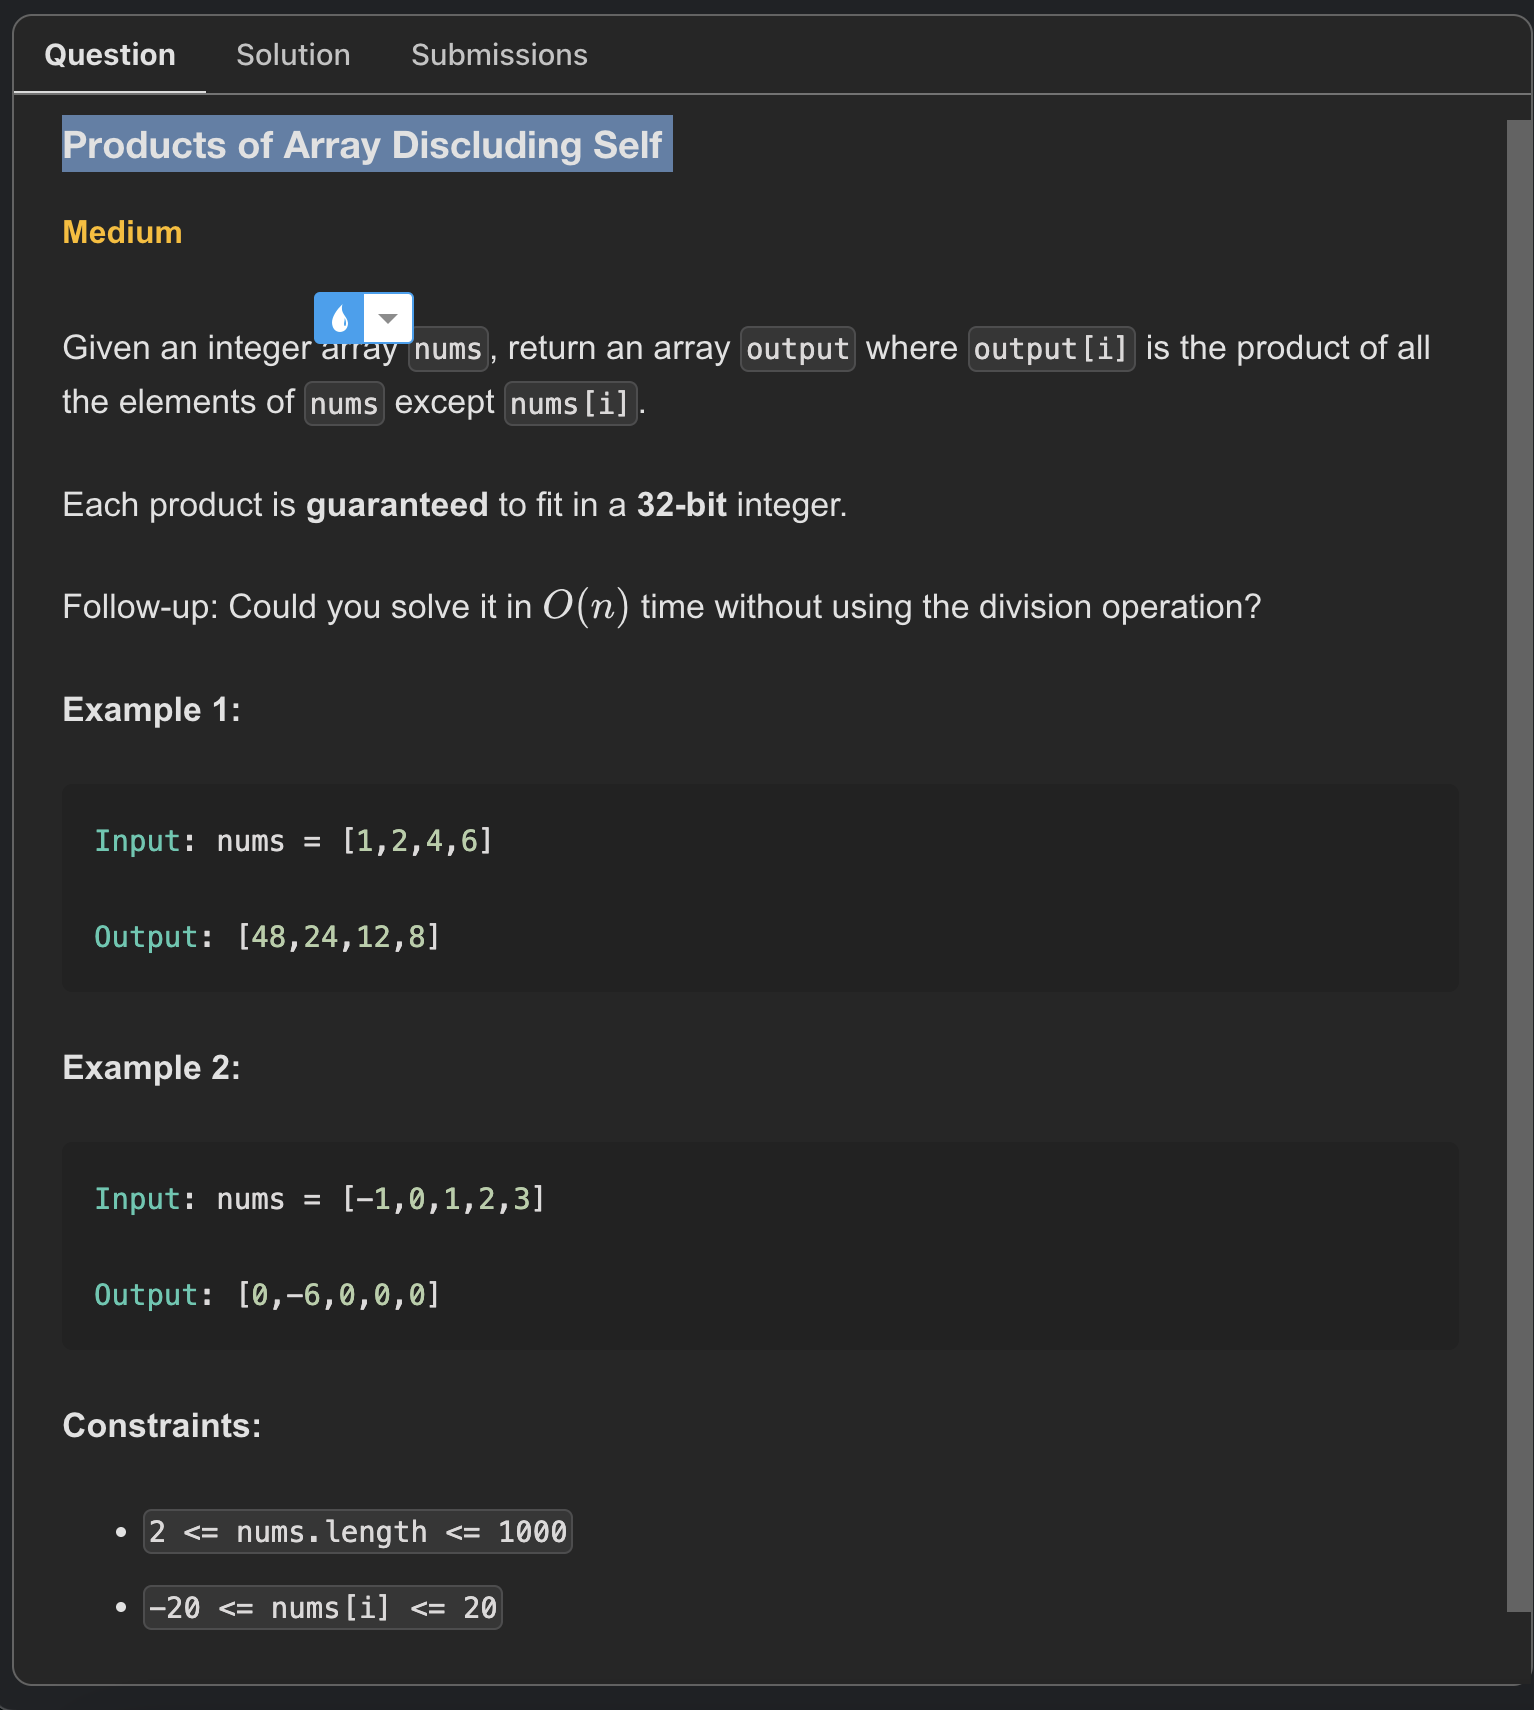 Question Solution Submissions
Products of Array Discluding Self
Medium
Given an integer array nums, return an array output where output[i] is the product of all
the elements of nums except nums[i].
Each product is guaranteed to fit in a 32-bit integer.
Follow-up: Could you solve it in O(n) time without using the division operation?
Example 1:
Input: nums = [1,2,4,6]
Output: [48,24,12,8]
Example 2:
Input: nums = [-1,0,1,2,3]
Output: [0,-6,0,0,0]
Constraints:
• 2 <= nums.length <= 1000
• -20 <= nums[i] <= 20